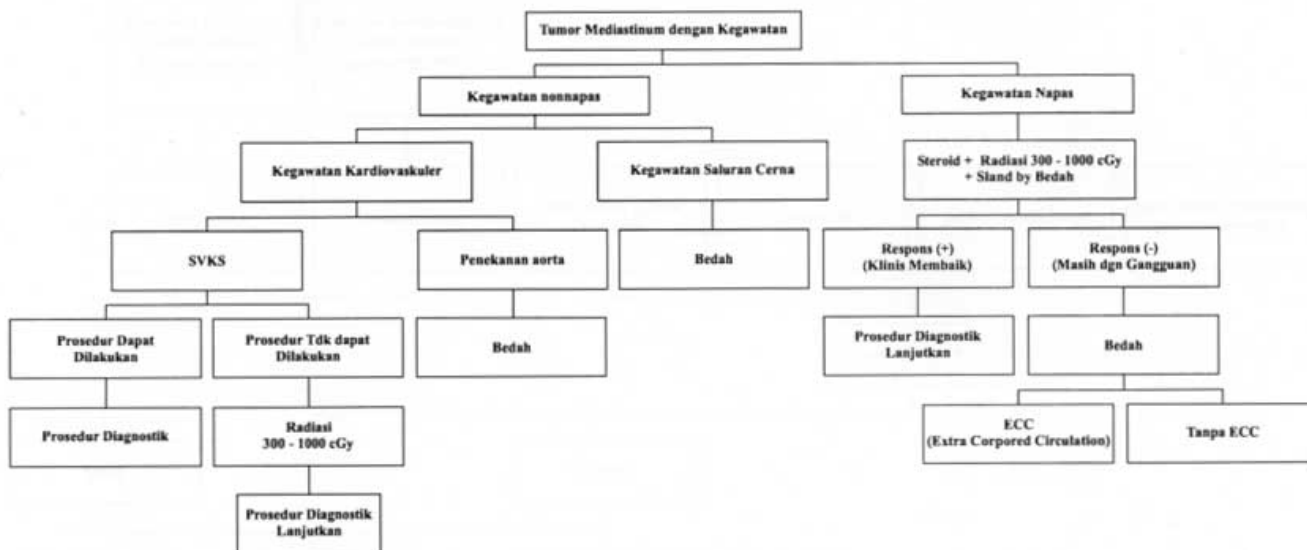 Tumor Mediastinum dengan Kegawatan
Kegawatan nonnapas
Kegawatan Napas
Kegawatan Kardiovaskuler
Kegawatan Saluran Cerna
Steroid + Radiasi 300 - 1000 cGy
+ Sland by Bedah
SVKS
Penekanan aorta
Bedah
Respons (+)
(Klinis Membaik)
Respons (-)
(Masih dgn Gangguan)
Prosedur Dapat
Dilakukan
Prosedur Tdk dapat
Dilakukan
Bedah
Prosedur Diagnostik
Lanjutkan
Bedah
Prosedur Diagnostik
Radiasi
300 - 1000 cGy
ECC
(Extra Corpored Circulation)
Tanpa ECC
Prosedur Diagnostik
Lanjutkan